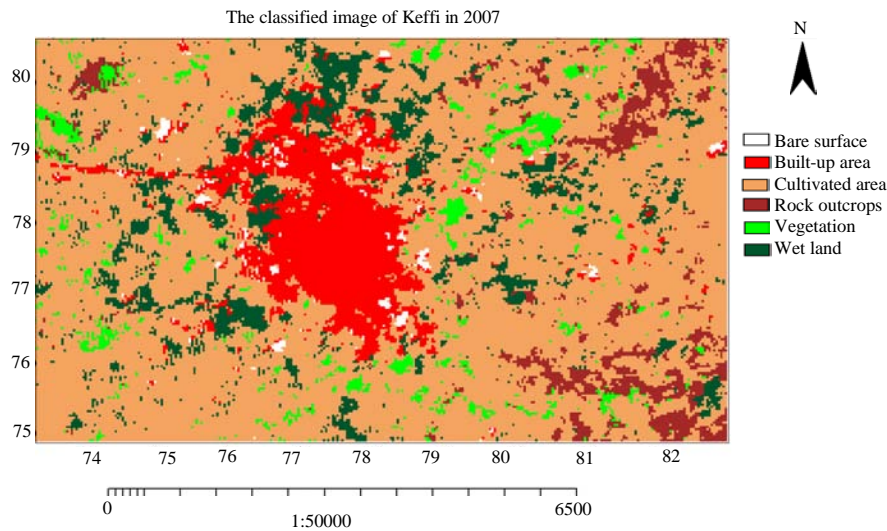 The classified image of Keffi in 2007
N
80
79
78
77
76
75
74 75 76 77 78 79 80 81 82
Bare surface
Built-up area
Cultivated area
Rock outcrops
Vegetation
Wet land
0 6500
1:50000